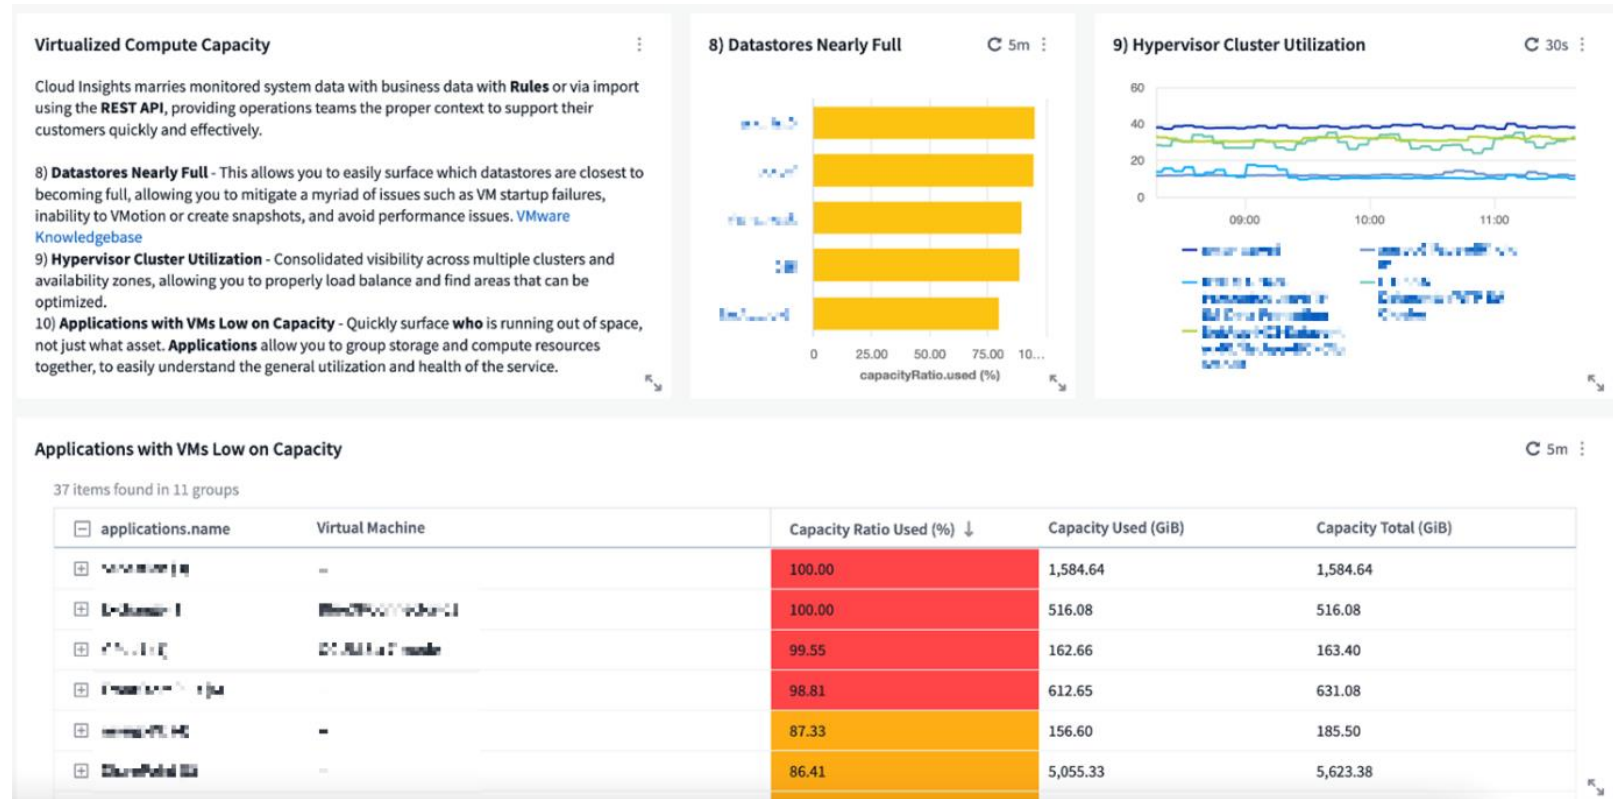 Virtualized Compute Capacity
Cloud Insights marries monitored system data with business data with Rules or via import
using the REST API, providing operations teams the proper context to support their
customers quickly and effectively.
8) Datastores Nearly Full - This allows you to easily surface which datastores are closest to
becoming full, allowing you to mitigate a myriad of issues such as VM startup failures,
inability to VMotion or create snapshots, and avoid performance issues. VMware
Knowledgebase
9) Hypervisor Cluster Utilization - Consolidated visibility across multiple clusters and
availability zones, allowing you to properly load balance and find areas that can be
optimized.
10) Applications with VMs Low on Capacity - Quickly surface who is running out of space,
not just what asset. Applications allow you to group storage and compute resources
together, to easily understand the general utilization and health of the service.
8) Datastores Nearly Full 5m
0 25.00 50.00 75.00 10...
capacityRatio.used (%)
9) Hypervisor Cluster Utilization 30s
60
40
20
0
09:00 10:00 11:00
Applications with VMs Low on Capacity 5m
37 items found in 11 groups
applications.name Virtual Machine Capacity Ratio Used (%) ↓ Capacity Used (GiB) Capacity Total (GiB)
100.00 1,584.64 1,584.64
100.00 516.08 516.08
99.55 162.66 163.40
98.81 612.65 631.08
87.33 156.60 185.50
86.41 5,055.33 5,623.38